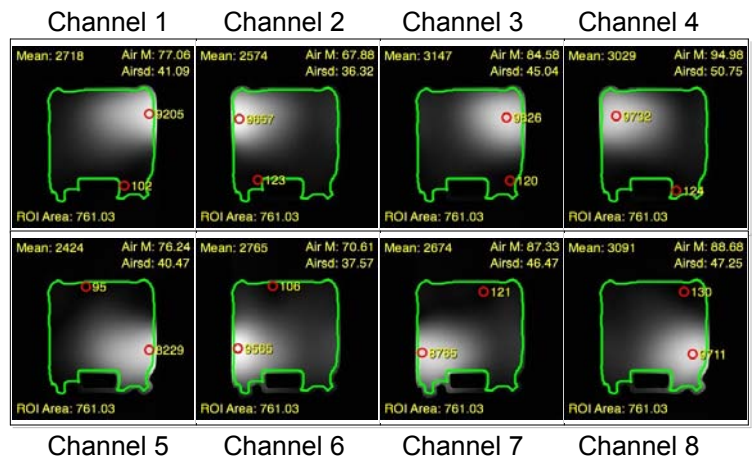 Channel 1 Channel 2 Channel 3 Channel 4
Mean: 2718 Air M: 77.06
Airsd: 41.09
9205
102
ROI Area: 761.03
Mean: 2574 Air M: 67.88
Airsd: 36.32
9657
123
ROI Area: 761.03
Mean: 3147 Air M: 84.58
Airsd: 45.04
9326
120
ROI Area: 761.03
Mean: 3029 Air M: 94.98
Airsd: 50.75
9792
124
ROI Area: 761.03
Mean: 2424 Air M: 76.24
Airsd: 40.47
95
8229
ROI Area: 761.03
Mean: 2765 Air M: 70.61
Airsd: 37.57
106
9565
ROI Area: 761.03
Mean: 2674 Air M: 87.33
Airsd: 46.47
121
8765
ROI Area: 761.03
Mean: 3091 Air M: 88.68
Airsd: 47.25
130
9711
ROI Area: 761.03
Channel 5 Channel 6 Channel 7 Channel 8